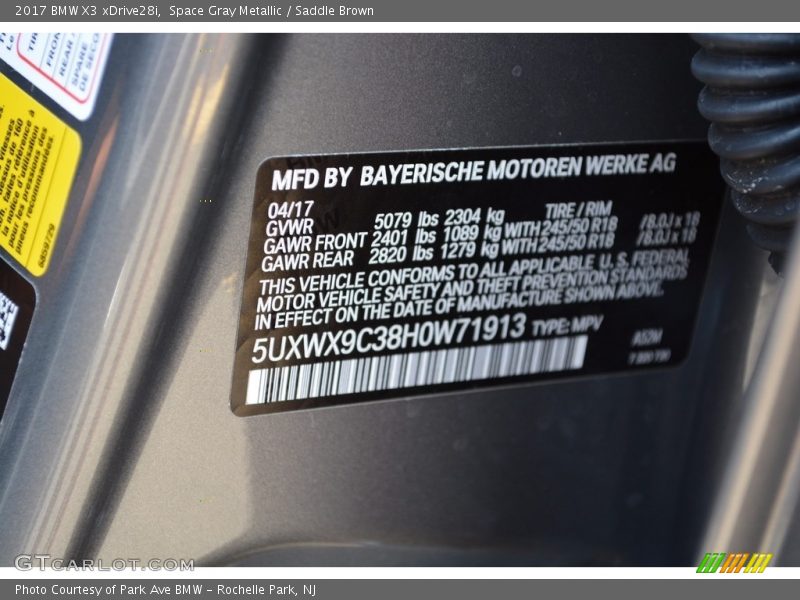 2017 BMW X3 xDrive28i, Space Gray Metallic / Saddle Brown
MFD BY BAYERISCHE MOTOREN WERKE AG
04/17
TIRE / RIM
GVWR 5079 lbs 2304 kg
GAWR FRONT 2401 lbs 1089 kg WITH 245/50 R18 /8.0J x 18
GAWR REAR 2820 lbs 1279 kg WITH 245/50 R18 /8.0J x 18
THIS VEHICLE CONFORMS TO ALL APPLICABLE U. S. FEDERAL
MOTOR VEHICLE SAFETY AND THEFT PREVENTION STANDARDS
IN EFFECT ON THE DATE OF MANUFACTURE SHOWN ABOVE.
5UXWX9C38H0W71913 TYPE: MPV
A52M
GTCARLOT.COM
Photo Courtesy of Park Ave BMW - Rochelle Park, NJ